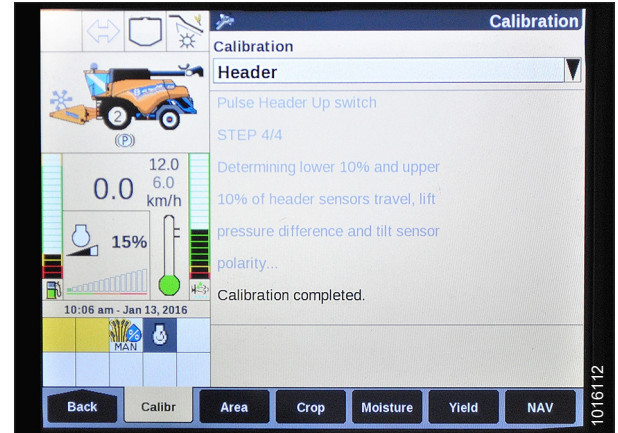 Calibration
Calibration
Header
Pulse Header Up switch
STEP 4/4
Determining lower 10% and upper
10% of header sensors travel, lift
pressure difference and tilt sensor
polarity...
Calibration completed.
2
(P)
12.0
0.0 6.0
km/h
15%
E
10:06 am - Jan 13, 2016
%
MAN
Back Calibr Area Crop Moisture Yield NAV
1016112